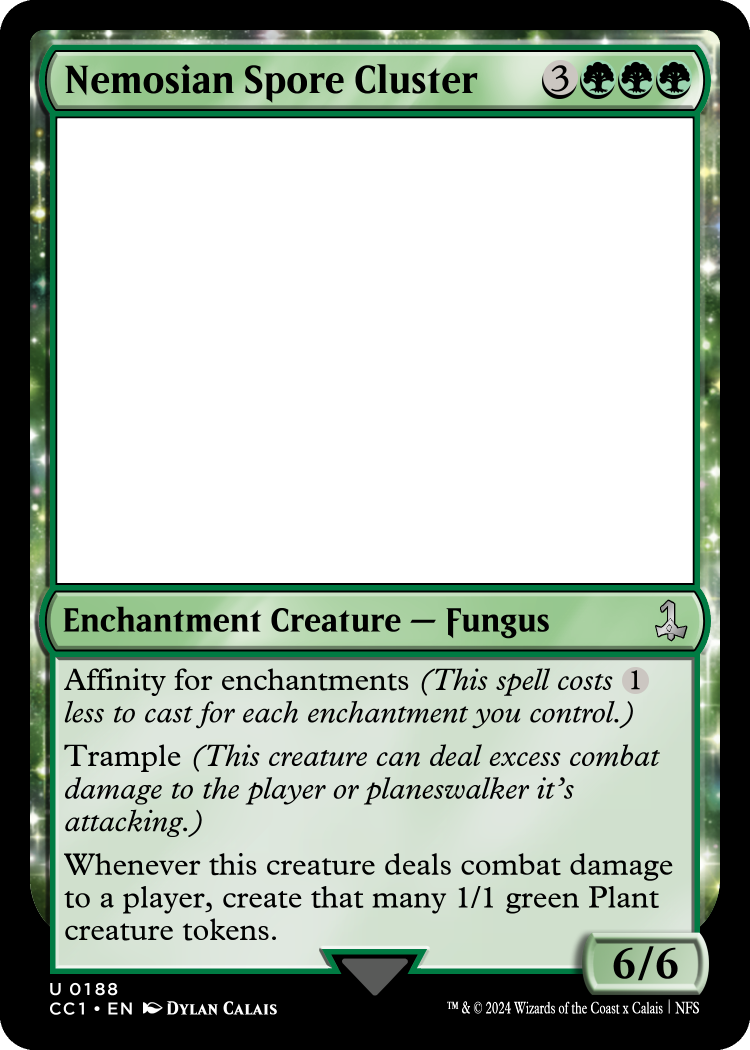 Nemosian Spore Cluster 3
Enchantment Creature — Fungus
Affinity for enchantments (This spell costs 1
less to cast for each enchantment you control.)
Trample (This creature can deal excess combat
damage to the player or planeswalker it's
attacking.)
Whenever this creature deals combat damage
to a player, create that many 1/1 green Plant
creature tokens.
6/6
U 0188
CC1 • EN Dylan Calais
™ & © 2024 Wizards of the Coast x Calais | NFS